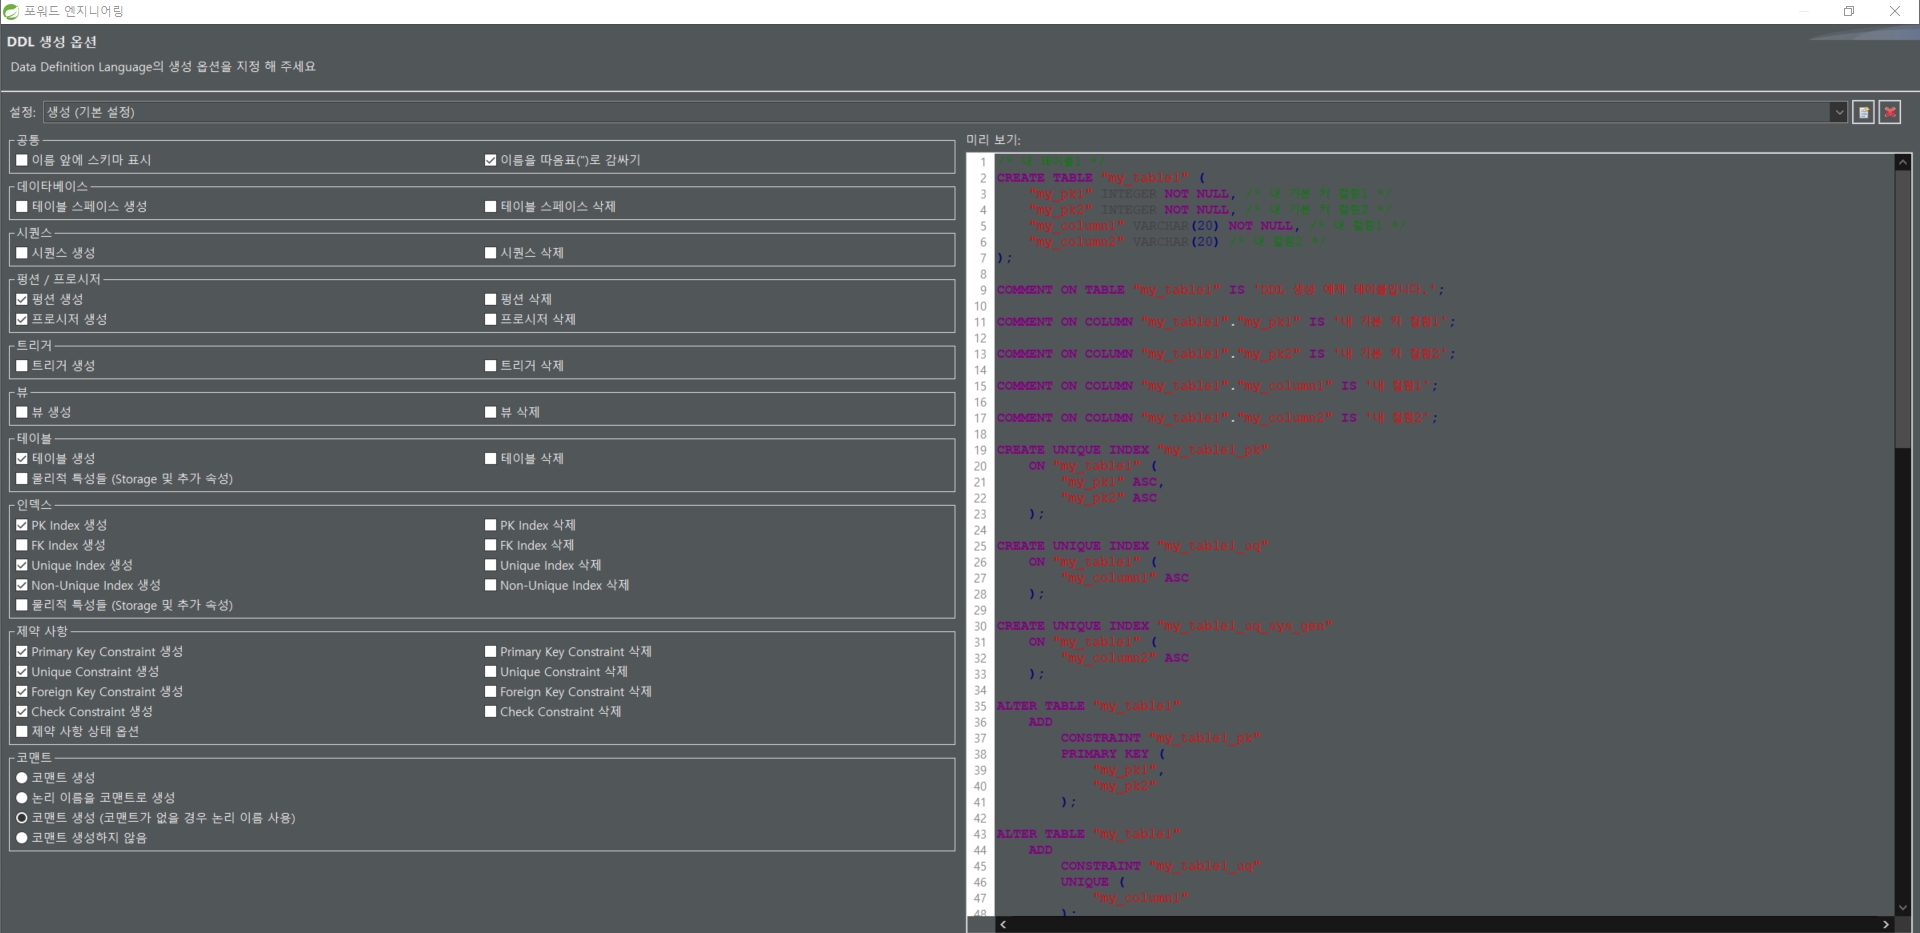 포워드 엔지니어링
DDL 생성 옵션
Data Definition Language의 생성 옵션을 지정 해 주세요
설정: 생성 (기본 설정)
공통
이름 앞에 스키마 표시
이름을 따옴표(")로 감싸기
데이타베이스
테이블 스페이스 생성
테이블 스페이스 삭제
시퀀스
시퀀스 생성
시퀀스 삭제
펑션 / 프로시저
펑션 생성
펑션 삭제
프로시저 생성
프로시저 삭제
트리거
트리거 생성
트리거 삭제
뷰
뷰 생성
뷰 삭제
테이블
테이블 생성
테이블 삭제
물리적 특성들 (Storage 및 추가 속성)
인덱스
PK Index 생성
PK Index 삭제
FK Index 생성
FK Index 삭제
Unique Index 생성
Unique Index 삭제
Non-Unique Index 생성
Non-Unique Index 삭제
물리적 특성들 (Storage 및 추가 속성)
제약 사항
Primary Key Constraint 생성
Primary Key Constraint 삭제
Unique Constraint 생성
Unique Constraint 삭제
Foreign Key Constraint 생성
Foreign Key Constraint 삭제
Check Constraint 생성
Check Constraint 삭제
제약 사항 상태 옵션
코맨트
코맨트 생성
논리 이름을 코맨트로 생성
코맨트 생성 (코맨트가 없을 경우 논리 이름 사용)
코맨트 생성하지 않음
미리 보기:
1 /* 내 테이블1 */
2 CREATE TABLE "my_table1" (
3 "my_pk1" INTEGER NOT NULL, /* 내 기본 키 컬럼1 */
4 "my_pk2" INTEGER NOT NULL, /* 내 기본 키 컬럼2 */
5 "my_column1" VARCHAR(20) NOT NULL, /* 내 컬럼1 */
6 "my_column2" VARCHAR(20) /* 내 컬럼2 */
7 );
8
9 COMMENT ON TABLE "my_table1" IS 'DDL 생성 예제 테이블입니다.';
10
11 COMMENT ON COLUMN "my_table1"."my_pk1" IS '내 기본 키 컬럼1';
12
13 COMMENT ON COLUMN "my_table1"."my_pk2" IS '내 기본 키 컬럼2';
14
15 COMMENT ON COLUMN "my_table1"."my_column1" IS '내 컬럼1';
16
17 COMMENT ON COLUMN "my_table1"."my_column2" IS '내 컬럼2';
18
19 CREATE UNIQUE INDEX "my_table1_pk"
20 ON "my_table1" (
21 "my_pk1" ASC,
22 "my_pk2" ASC
23 );
24
25 CREATE UNIQUE INDEX "my_table1_uq"
26 ON "my_table1" (
27 "my_column1" ASC
28 );
29
30 CREATE UNIQUE INDEX "my_table1_uq_sys_gen"
31 ON "my_table1" (
32 "my_column2" ASC
33 );
34
35 ALTER TABLE "my_table1"
36 ADD
37 CONSTRAINT "my_table1_pk"
38 PRIMARY KEY (
39 "my_pk1",
40 "my_pk2"
41 );
42
43 ALTER TABLE "my_table1"
44 ADD
45 CONSTRAINT "my_table1_uq"
46 UNIQUE (
47 "my_column1"
48 );